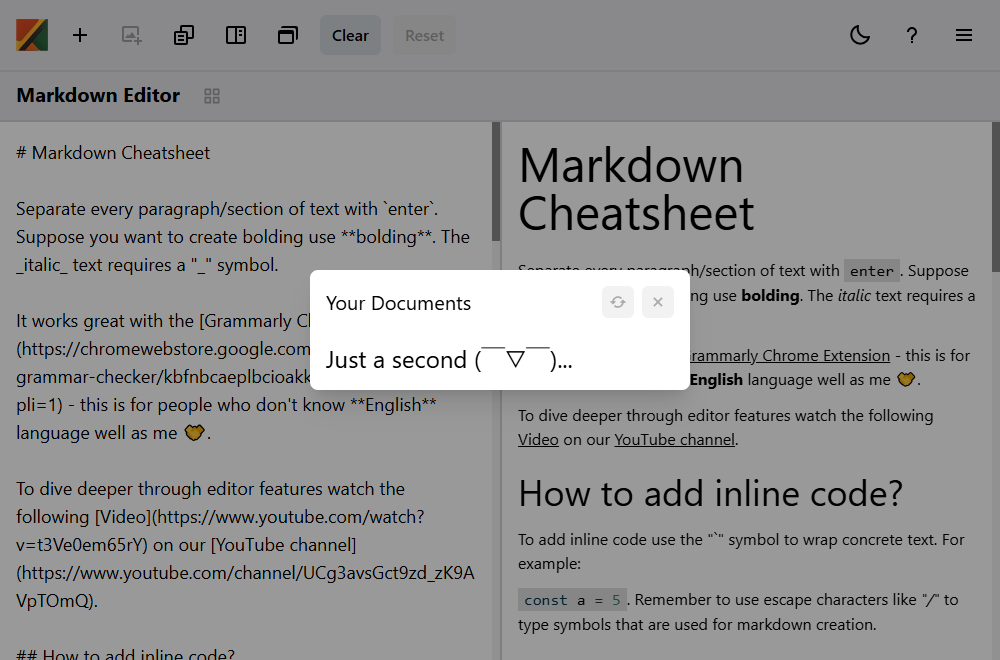 Clear
Reset
Markdown Editor
# Markdown Cheatsheet
Separate every paragraph/section of text with `enter`.
Suppose you want to create bolding use **bolding**. The
_italic_ text requires a "_" symbol.
It works great with the [Grammarly C
(https://chromewebstore.google.com
grammar-checker/kbfnbcaeplbcioakk
pli=1) - this is for people who don't know **English**
language well as me 🤝.
To dive deeper through editor features watch the
following [Video](https://www.youtube.com/watch?
v=t3Ve0em65rY) on our [YouTube channel]
(https://www.youtube.com/channel/UCg3avsGct9zd_zK9A
VpTOmQ).
## How to add inline code?
Your Documents
Just a second (￣▽￣)...
Markdown
Cheatsheet
Separate every paragraph/section of text with enter. Suppose
ng use bolding. The italic text requires a
Grammarly Chrome Extension - this is for
English language well as me 🤝.
To dive deeper through editor features watch the following
Video on our YouTube channel.
How to add inline code?
To add inline code use the "`" symbol to wrap concrete text. For
example:
const a = 5. Remember to use escape characters like "/" to
type symbols that are used for markdown creation.